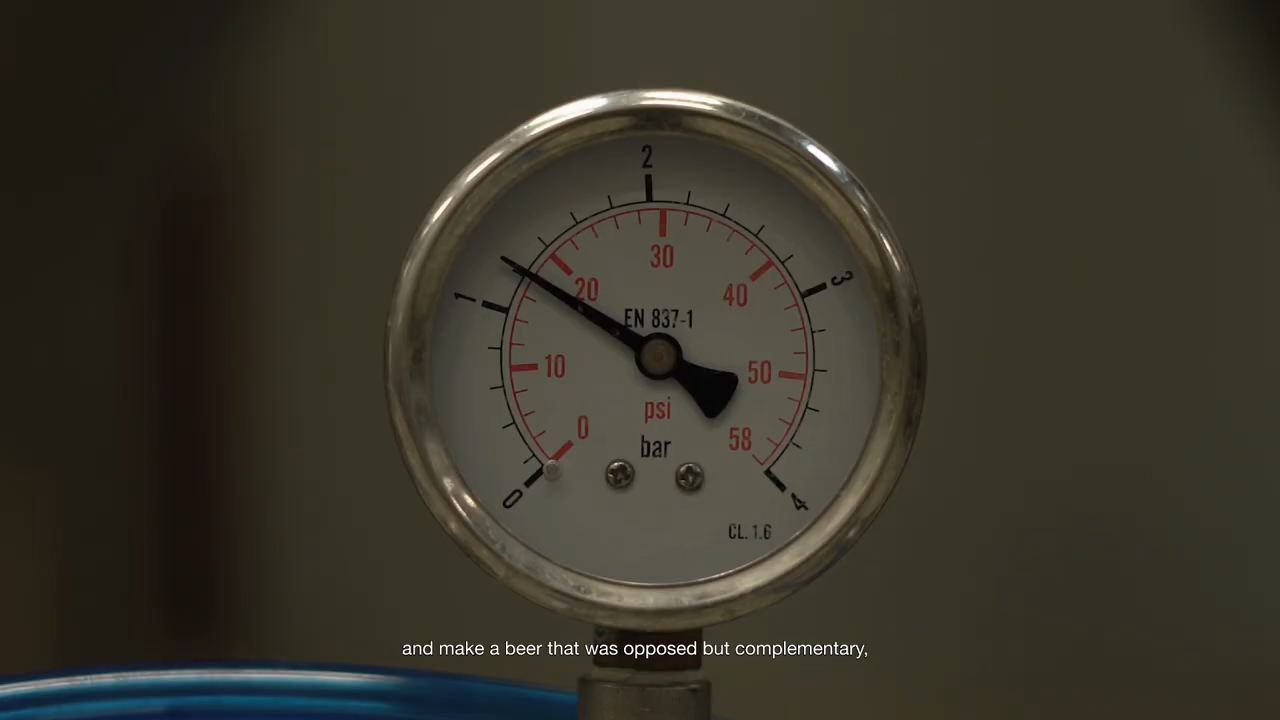 2
1
3
30
20
40
EN 837-1
10
50
psi
0
58
bar
0
4
CL. 1.6
and make a beer that was opposed but complementary,